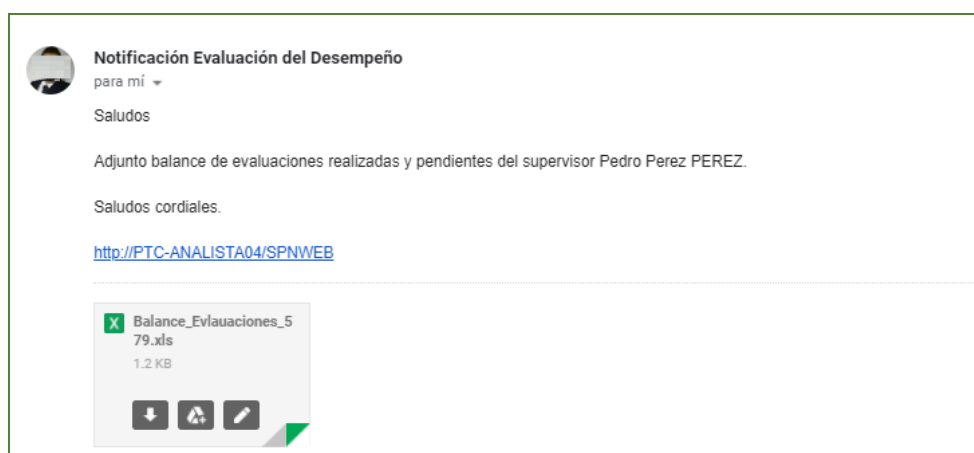 Notificación Evaluación del Desempeño
para mí
Saludos
Adjunto balance de evaluaciones realizadas y pendientes del supervisor Pedro Perez PEREZ.
Saludos cordiales.
http://PTC-ANALISTA04/SPNWEB
X Balance_Evlauaciones_5
79.xls
1.2 KB